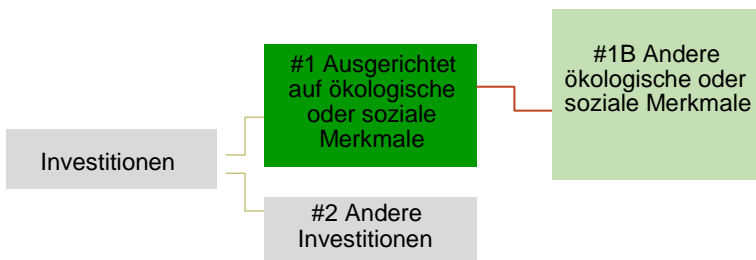 Investitionen
#1 Ausgerichtet
auf ökologische
oder soziale
Merkmale
#2 Andere
Investitionen
#1B Andere
ökologische oder
soziale Merkmale